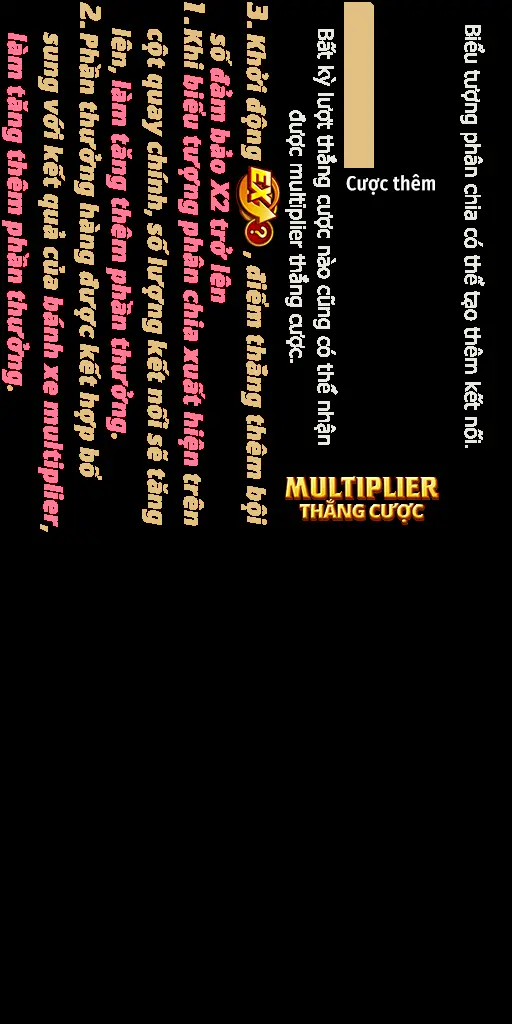 Biểu tượng phân chia có thể tạo thêm kết nối.
Cược thêm
Bất kỳ lượt thắng cược nào cũng có thể nhận
được multiplier thắng cược.
MULTIPLIER
THẮNG CƯỢC
3. Khởi động EX ? , điểm thắng thêm bội
số đảm bảo X2 trở lên
1. Khi biểu tượng phân chia xuất hiện trên
cột quay chính, số lượng kết nối sẽ tăng
lên, làm tăng thêm phần thưởng.
2. Phần thưởng hàng được kết hợp bổ
sung với kết quả của bánh xe multiplier,
làm tăng thêm phần thưởng.